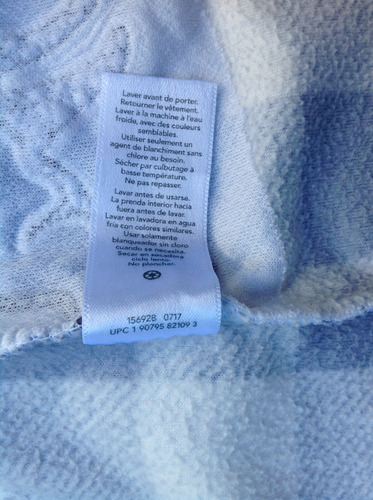 Laver avant de porter.
Retourner le vêtement.
Laver à la machine à l'eau
froide, avec des couleurs
semblables.
Utiliser seulement un
agent de blanchiment sans
chlore au besoin.
Sécher par culbutage à
basse température.
Ne pas repasser.
Lavar antes de usarse.
La prenda interior hacia
fuera antes de lavar.
Lavar en lavadora en agua
fria con colores similares.
Usar solamente
blanqueador sin cloro
cuando se necesita.
Secar en secadora
ciclo lento.
No planchar.
15692B 0717
UPC 1 90795 82109 3